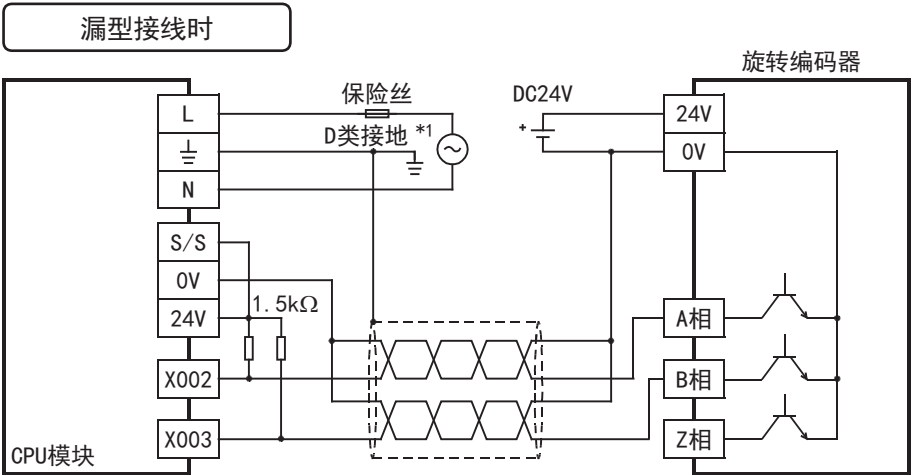 漏型接线时
旋转编码器
保险丝
DC24V
L
24V
+
D类接地 *1
0V
N
S/S
0V
1.5kΩ
24V
A相
X002
B相
X003
Z相
CPU模块